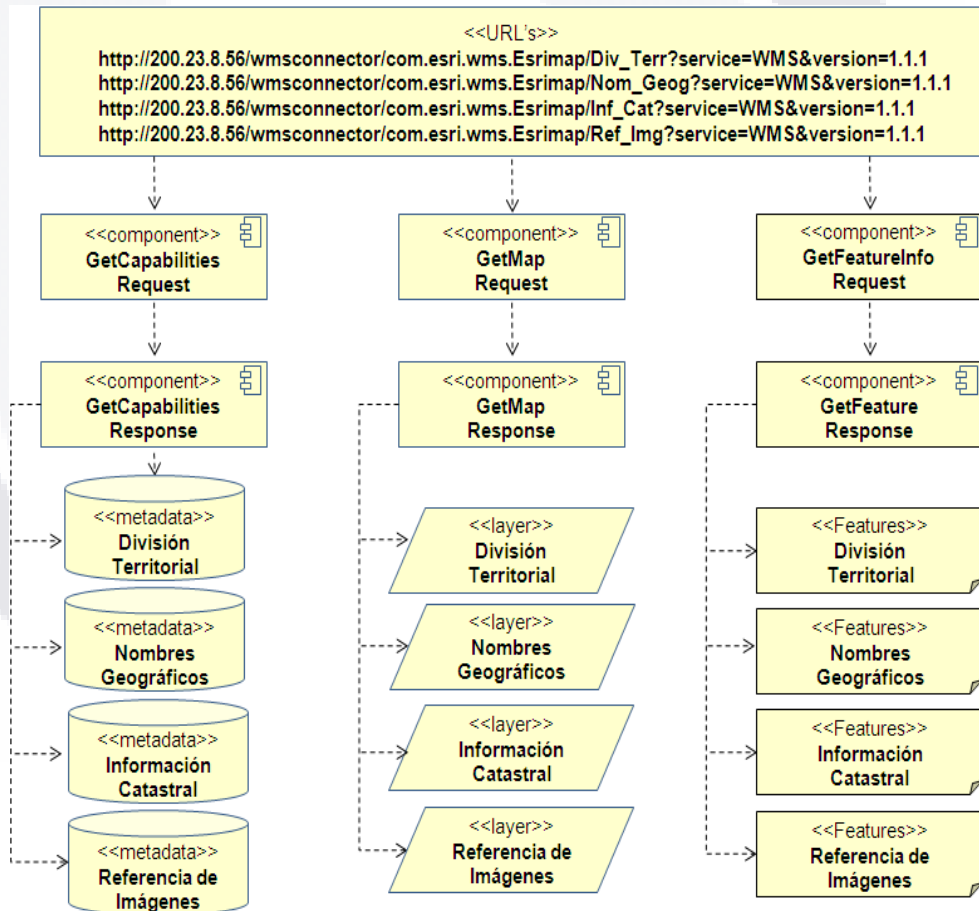 <<URL's>>
http://200.23.8.56/wmsconnector/com.esri.wms.Esrimap/Div_Terr?service=WMS&version=1.1.1
http://200.23.8.56/wmsconnector/com.esri.wms.Esrimap/Nom_Geog?service=WMS&version=1.1.1
http://200.23.8.56/wmsconnector/com.esri.wms.Esrimap/Inf_Cat?service=WMS&version=1.1.1
http://200.23.8.56/wmsconnector/com.esri.wms.Esrimap/Ref_Img?service=WMS&version=1.1.1
<<component>>
GetCapabilities
Request
<<component>>
GetMap
Request
<<component>>
GetFeatureInfo
Request
<<component>>
GetCapabilities
Response
<<component>>
GetMap
Response
<<component>>
GetFeature
Response
<<metadata>>
División
Territorial
<<layer>>
División
Territorial
<<Features>>
División
Territorial
<<metadata>>
Nombres
Geográficos
<<layer>>
Nombres
Geográficos
<<Features>>
Nombres
Geográficos
<<metadata>>
Información
Catastral
<<layer>>
Información
Catastral
<<Features>>
Información
Catastral
<<metadata>>
Referencia de
Imágenes
<<layer>>
Referencia de
Imágenes
<<Features>>
Referencia de
Imágenes